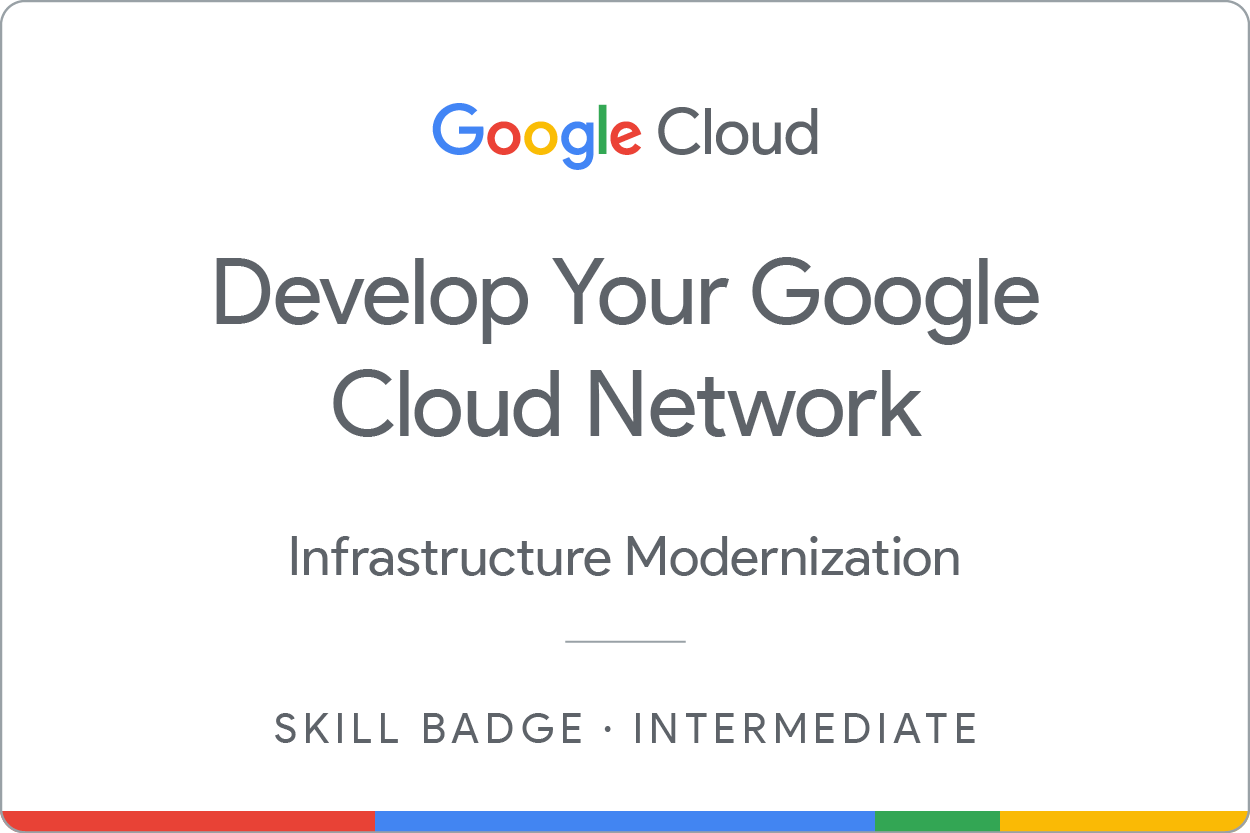 Google Cloud
Develop Your Google
Cloud Network
Infrastructure Modernization
SKILL BADGE · INTERMEDIATE